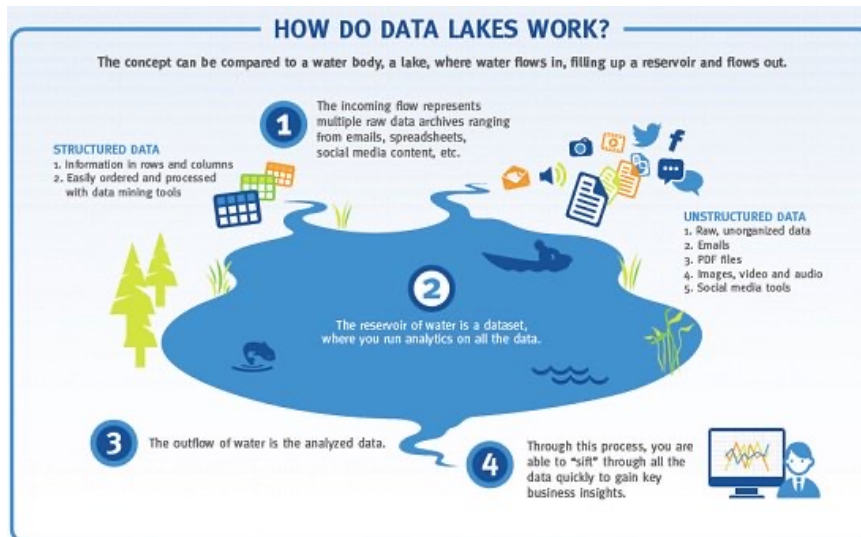 HOW DO DATA LAKES WORK?
The concept can be compared to a water body, a lake, where water flows in, filling up a reservoir and flows out.
1
The incoming flow represents
multiple raw data archives ranging
from emails, spreadsheets,
social media content, etc.
STRUCTURED DATA
1. Information in rows and columns
2. Easily ordered and processed
with data mining tools
UNSTRUCTURED DATA
1. Raw, unorganized data
2. Emails
3. PDF files
4. Images, video and audio
5. Social media tools
2
The reservoir of water is a dataset,
where you run analytics on all the data.
3
The outflow of water is the analyzed data.
4
Through this process, you are
able to “sift” through all the
data quickly to gain key
business insights.